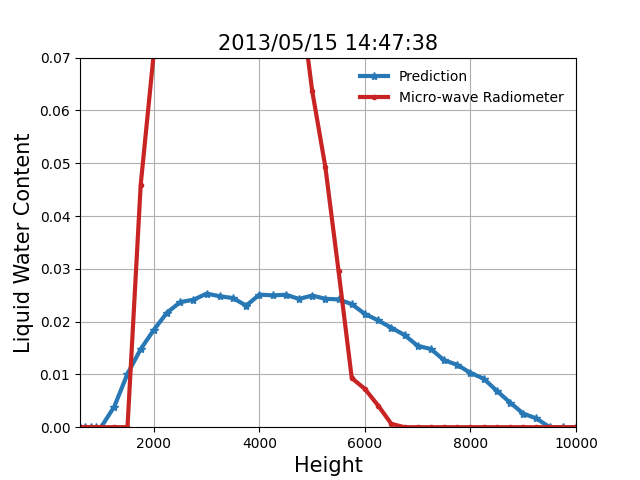 2013/05/15 14:47:38
Prediction
Micro-wave Radiometer
Liquid Water Content
0.07
0.06
0.05
0.04
0.03
0.02
0.01
0.00
2000 4000 6000 8000 10000
Height